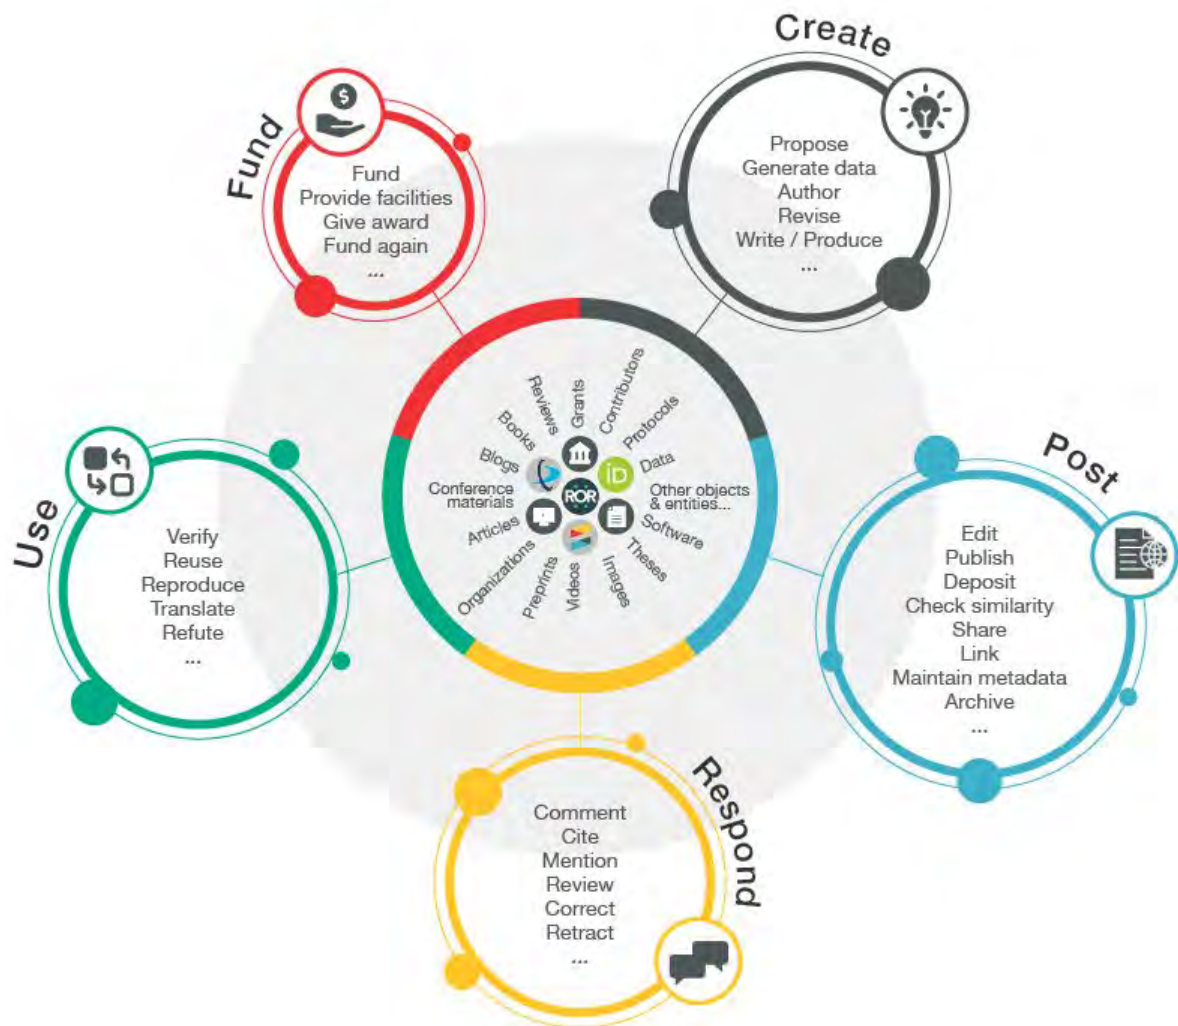 Create
Propose
Generate data
Author
Revise
Write / Produce
...
Fund
$
Fund
Provide facilities
Give award
Fund again
...
Post
Edit
Publish
Deposit
Check similarity
Share
Link
Maintain metadata
Archive
...
Respond
Comment
Cite
Mention
Review
Correct
Retract
...
Use
Verify
Reuse
Reproduce
Translate
Refute
...
Grants
Contributors
Protocols
Data
Other objects
& entities...
Software
Theses
Images
Videos
Preprints
Organizations
Articles
Conference
materials
Blogs
Books
Reviews
iD
ROR